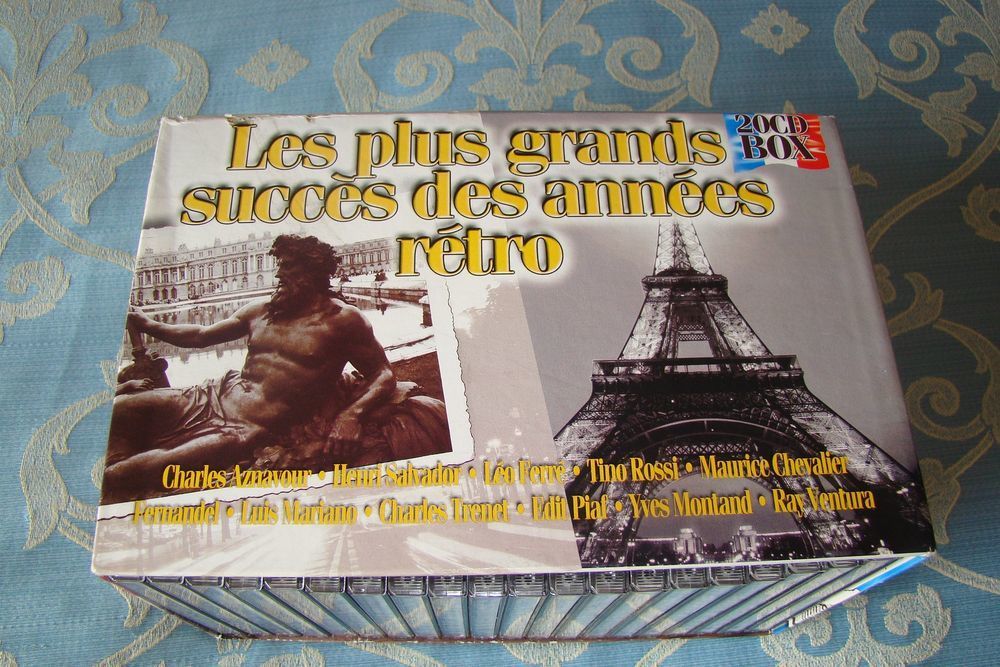 Les plus grands
succès des années
rétro
20CD
BOX
Charles Aznavour • Henri Salvador • Léo Ferré • Tino Rossi • Maurice Chevalier
Fernandel • Luis Mariano • Charles Trenet • Edit Piaf • Yves Montand • Ray Ventura